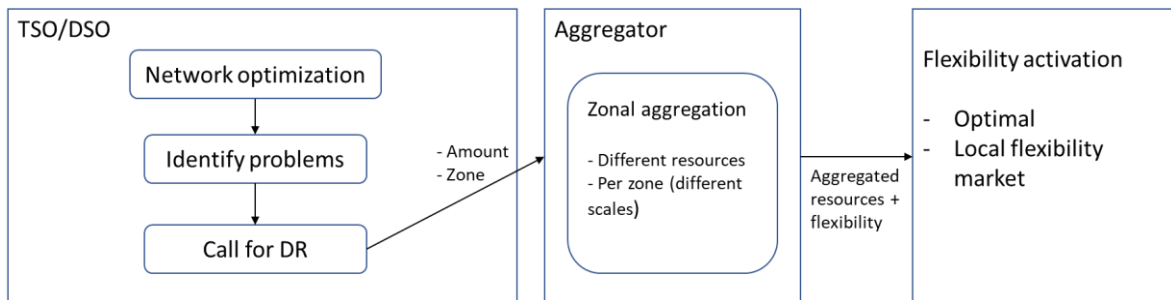 TSO/DSO
Network optimization
Identify problems
Call for DR
- Amount
- Zone
Aggregator
Zonal aggregation
- Different resources
- Per zone (different
scales)
Aggregated
resources +
flexibility
Flexibility activation
- Optimal
- Local flexibility
market